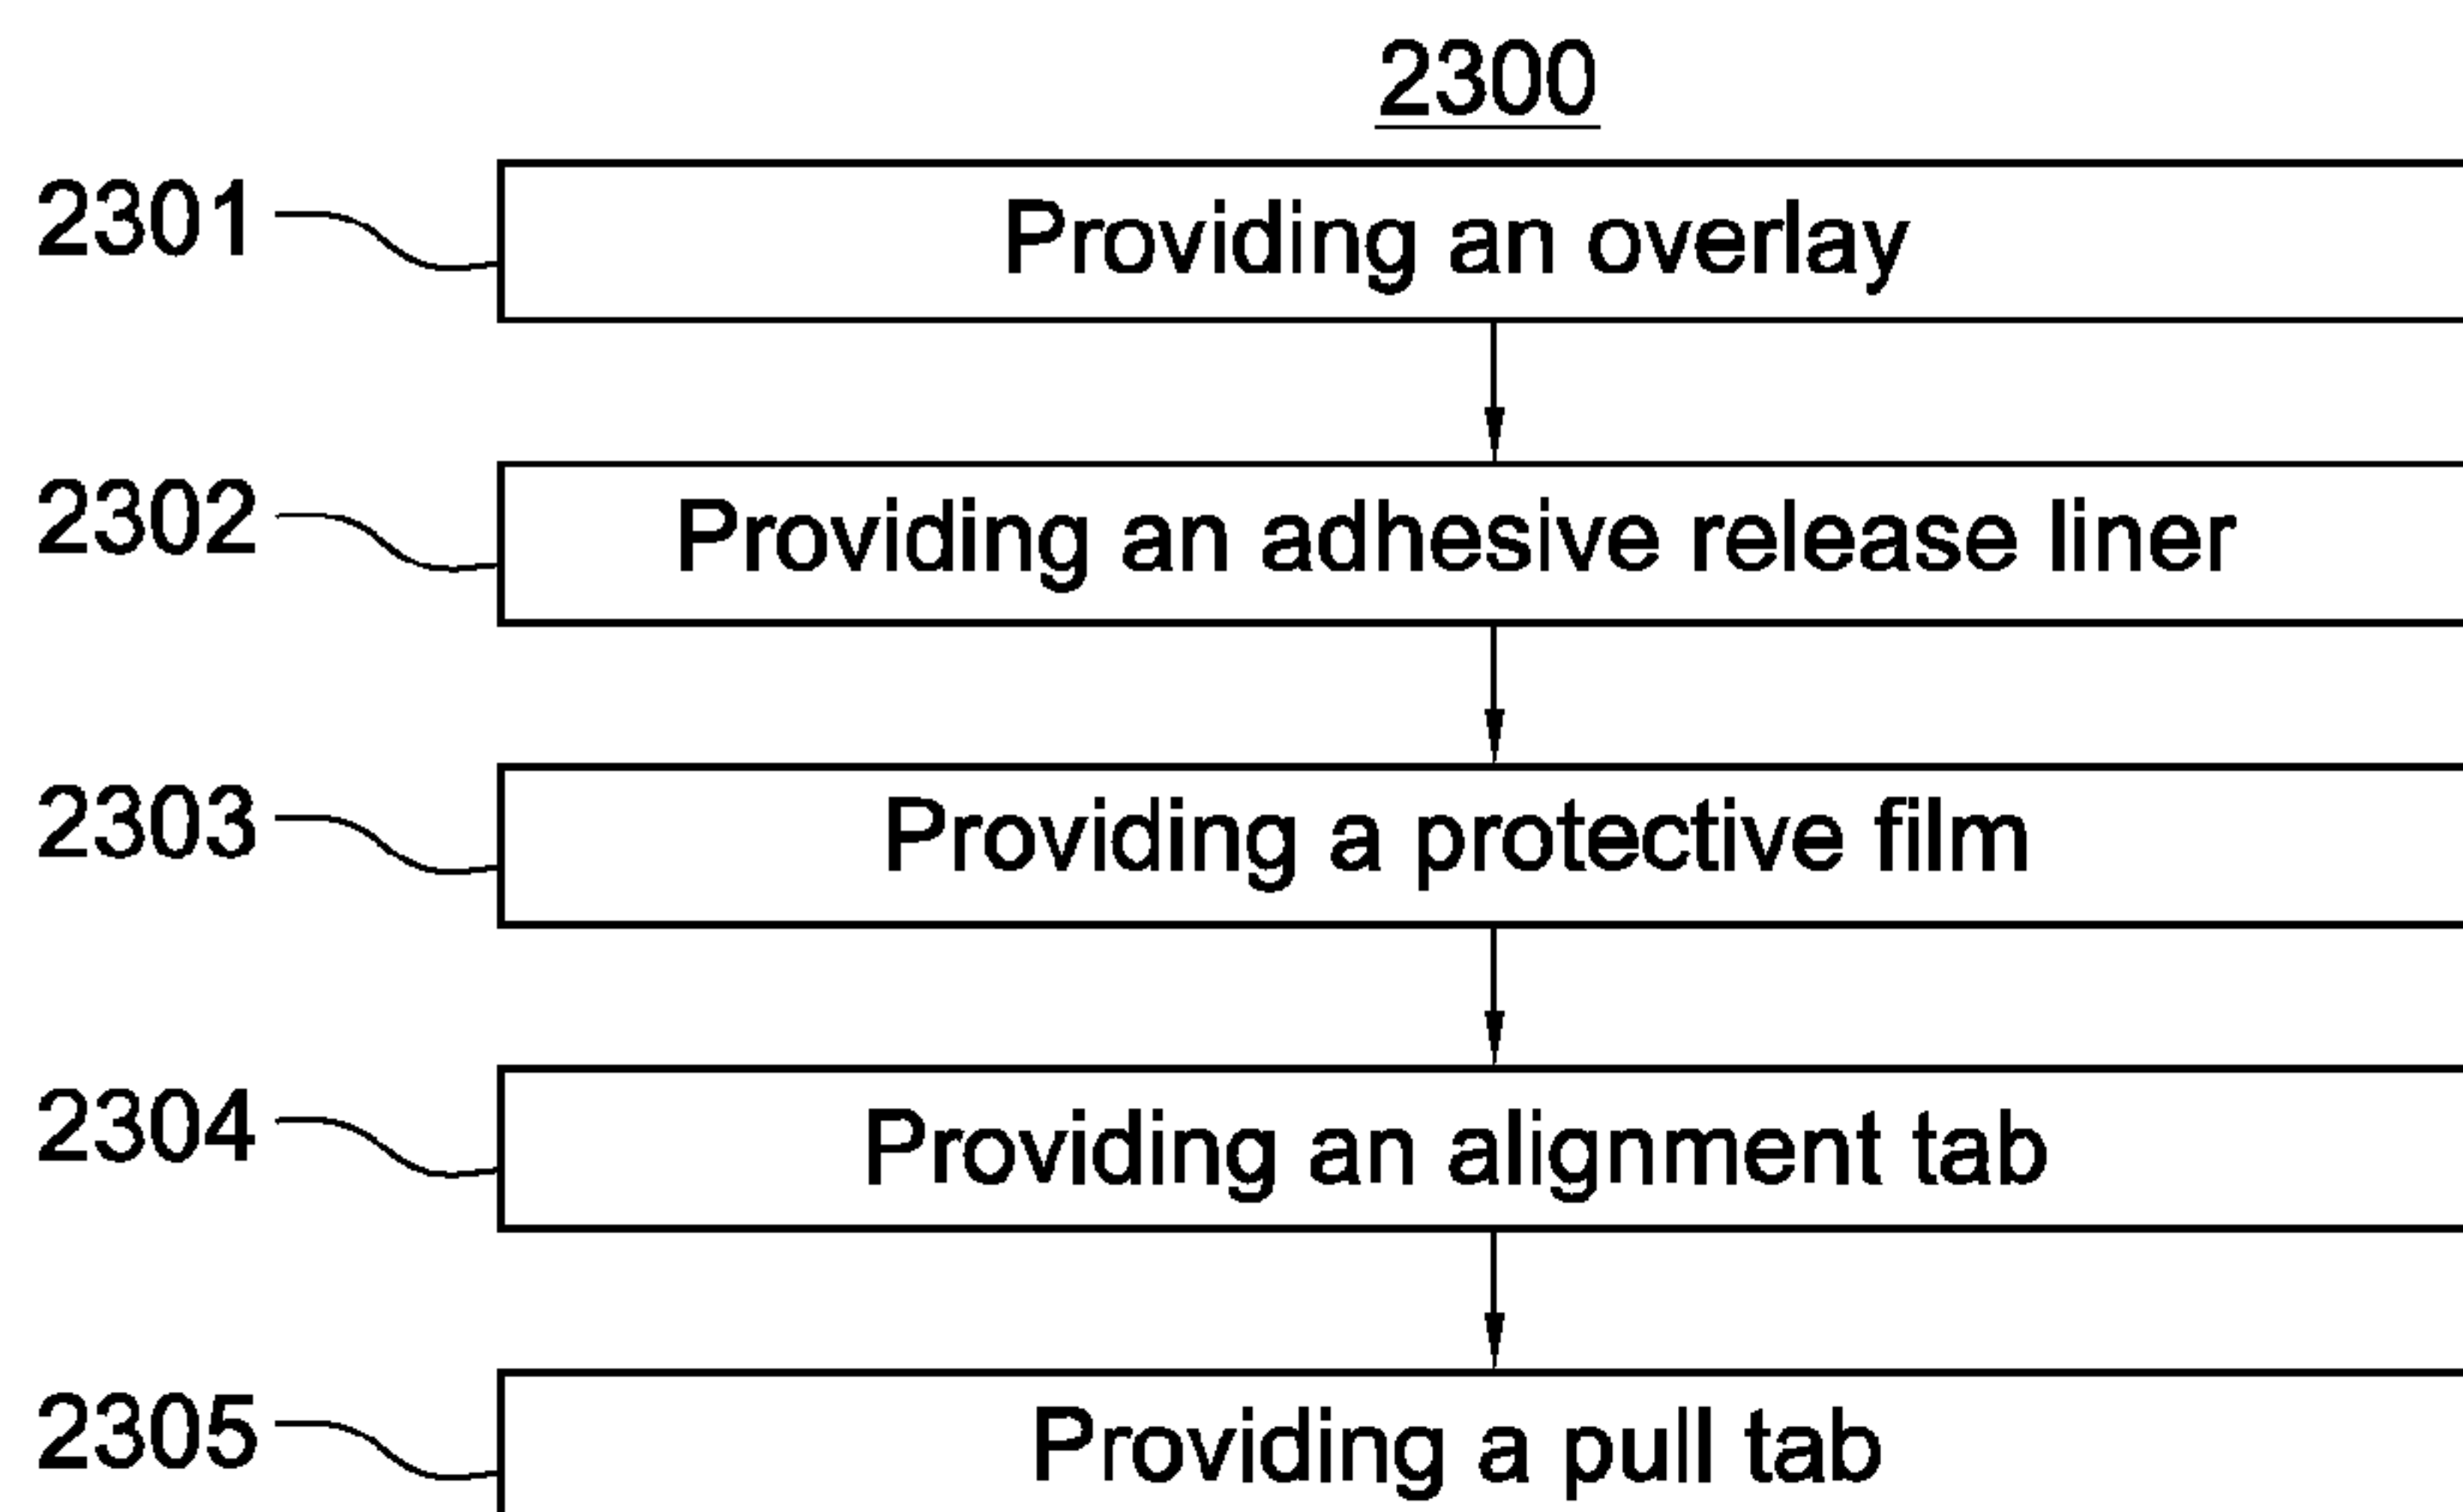 2300
2301 Providing an overlay
2302 Providing an adhesive release liner
2303 Providing a protective film
2304 Providing an alignment tab
2305 Providing a pull tab